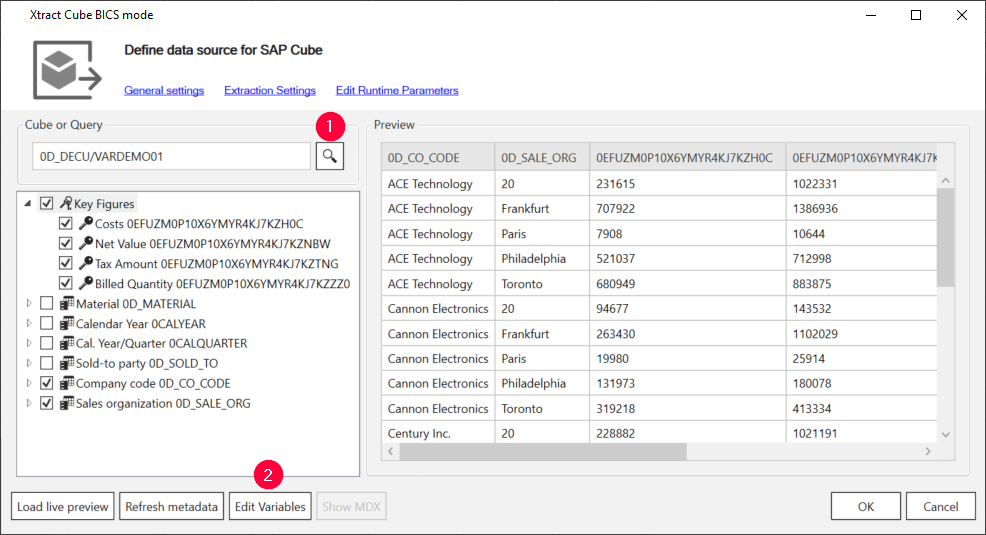 Xtract Cube BICS mode
Define data source for SAP Cube
General settings Extraction Settings Edit Runtime Parameters
Cube or Query
1
0D_DECU/VARDEMO01
Key Figures
Costs 0EFUZM0P10X6YMYR4KJ7KZH0C
Net Value 0EFUZM0P10X6YMYR4KJ7KZNBW
Tax Amount 0EFUZM0P10X6YMYR4KJ7KZTNG
Billed Quantity 0EFUZM0P10X6YMYR4KJ7KZZZ0
Material 0D_MATERIAL
Calendar Year 0CALYEAR
Cal. Year/Quarter 0CALQUARTER
Sold-to party 0D_SOLD_TO
Company code 0D_CO_CODE
Sales organization 0D_SALE_ORG
Preview
0D_CO_CODE 0D_SALE_ORG 0EFUZM0P10X6YMYR4KJ7KZH0C 0EFUZM0P10X6YMYR4KJ7K
ACE Technology 20 231615 1022331
ACE Technology Frankfurt 707922 1386936
ACE Technology Paris 7908 10644
ACE Technology Philadelphia 521037 712998
ACE Technology Toronto 680949 883875
Cannon Electronics 20 94677 143532
Cannon Electronics Frankfurt 263430 1102029
Cannon Electronics Paris 19980 25914
Cannon Electronics Philadelphia 131973 180078
Cannon Electronics Toronto 319218 413334
Century Inc. 20 228882 1021191
2
Load live preview Refresh metadata Edit Variables Show MDX OK Cancel